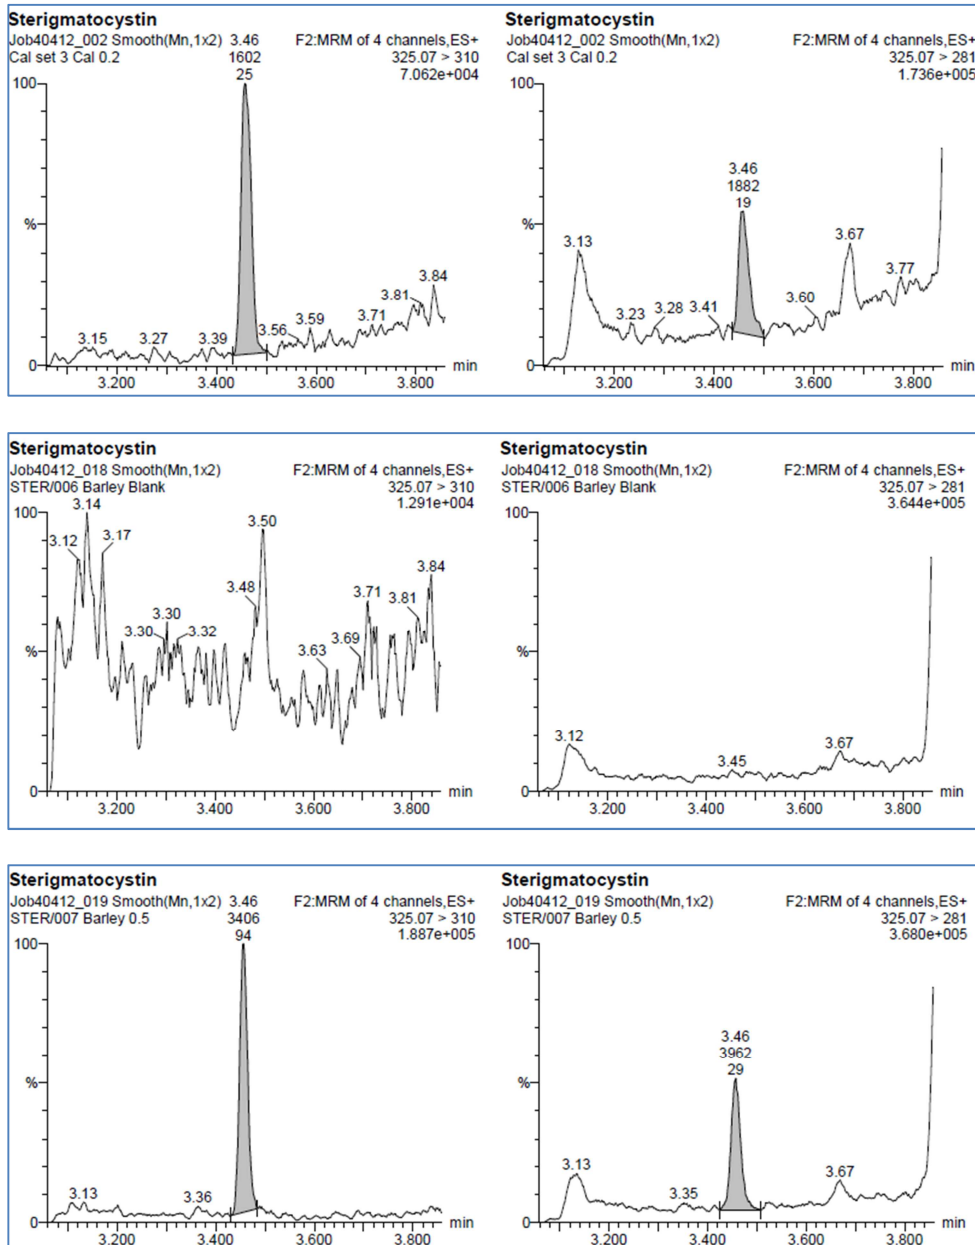 Sterigmatocystin
Job40412_002 Smooth(Mn,1x2) 3.46 F2:MRM of 4 channels,ES+
Cal set 3 Cal 0.2 1602 325.07 > 310
25 7.062e+004
100
%
0
3.15
3.27
3.39
3.56
3.59
3.71
3.81
3.84
3.200 3.400 3.600 3.800 min
Sterigmatocystin
Job40412_002 Smooth(Mn,1x2) F2:MRM of 4 channels,ES+
Cal set 3 Cal 0.2 325.07 > 281
1.736e+005
100
%
0
3.13
3.23
3.28
3.41
3.46
1882
19
3.60
3.67
3.77
3.200 3.400 3.600 3.800 min
Sterigmatocystin
Job40412_018 Smooth(Mn,1x2) F2:MRM of 4 channels,ES+
STER/006 Barley Blank 325.07 > 310
1.291e+004
100
%
0
3.12
3.14
3.17
3.30
3.30
3.32
3.48
3.50
3.63
3.69
3.71
3.81
3.84
3.200 3.400 3.600 3.800 min
Sterigmatocystin
Job40412_018 Smooth(Mn,1x2) F2:MRM of 4 channels,ES+
STER/006 Barley Blank 325.07 > 281
3.644e+005
100
%
0
3.12
3.45
3.67
3.200 3.400 3.600 3.800 min
Sterigmatocystin
Job40412_019 Smooth(Mn,1x2) 3.46 F2:MRM of 4 channels,ES+
STER/007 Barley 0.5 3406 325.07 > 310
94 1.887e+005
100
%
0
3.13
3.36
3.200 3.400 3.600 3.800 min
Sterigmatocystin
Job40412_019 Smooth(Mn,1x2) F2:MRM of 4 channels,ES+
STER/007 Barley 0.5 325.07 > 281
3.680e+005
100
%
0
3.13
3.35
3.46
3962
29
3.67
3.200 3.400 3.600 3.800 min